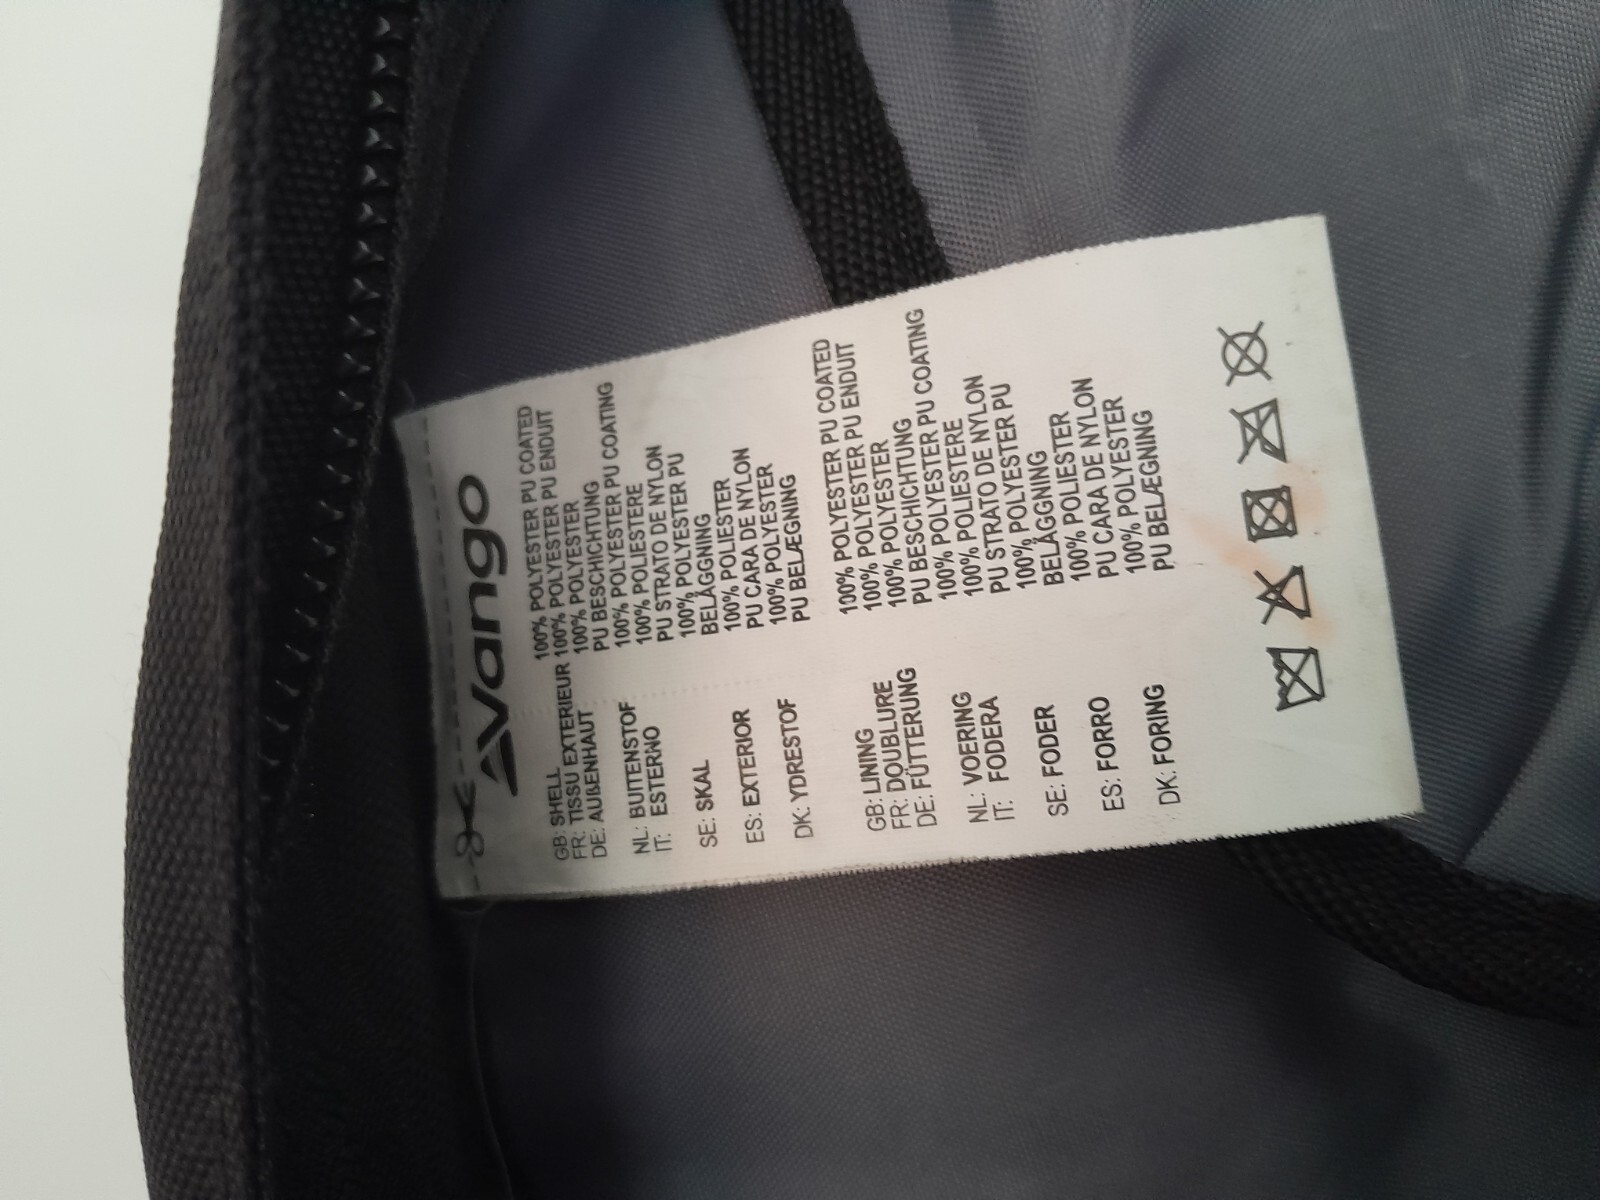 Vango
GB: SHELL 100% POLYESTER PU COATED
FR: TISSU EXTERIEUR 100% POLYESTER PU ENDUIT
DE: AUßENHAUT 100% POLYESTER
PU BESCHICHTUNG
NL: BUITENSTOF 100% POLYESTER PU COATING
IT: ESTERNO 100% POLIESTERE
PU STRATO DE NYLON
SE: SKAL 100% POLYESTER PU
BELÅGGNING
ES: EXTERIOR 100% POLIESTER
PU CARA DE NYLON
DK: YDRESTOF 100% POLYESTER
PU BELÆGNING
GB: LINING 100% POLYESTER PU COATED
FR: DOUBLURE 100% POLYESTER PU ENDUIT
DE: FÜTTERUNG 100% POLYESTER
PU BESCHICHTUNG
NL: VOERING 100% POLYESTER PU COATING
IT: FODERA 100% POLIESTERE
PU STRATO DE NYLON
SE: FODER 100% POLYESTER PU
BELÅGGNING
ES: FORRO 100% POLIESTER
PU CARA DE NYLON
DK: FORING 100% POLYESTER
PU BELÆGNING